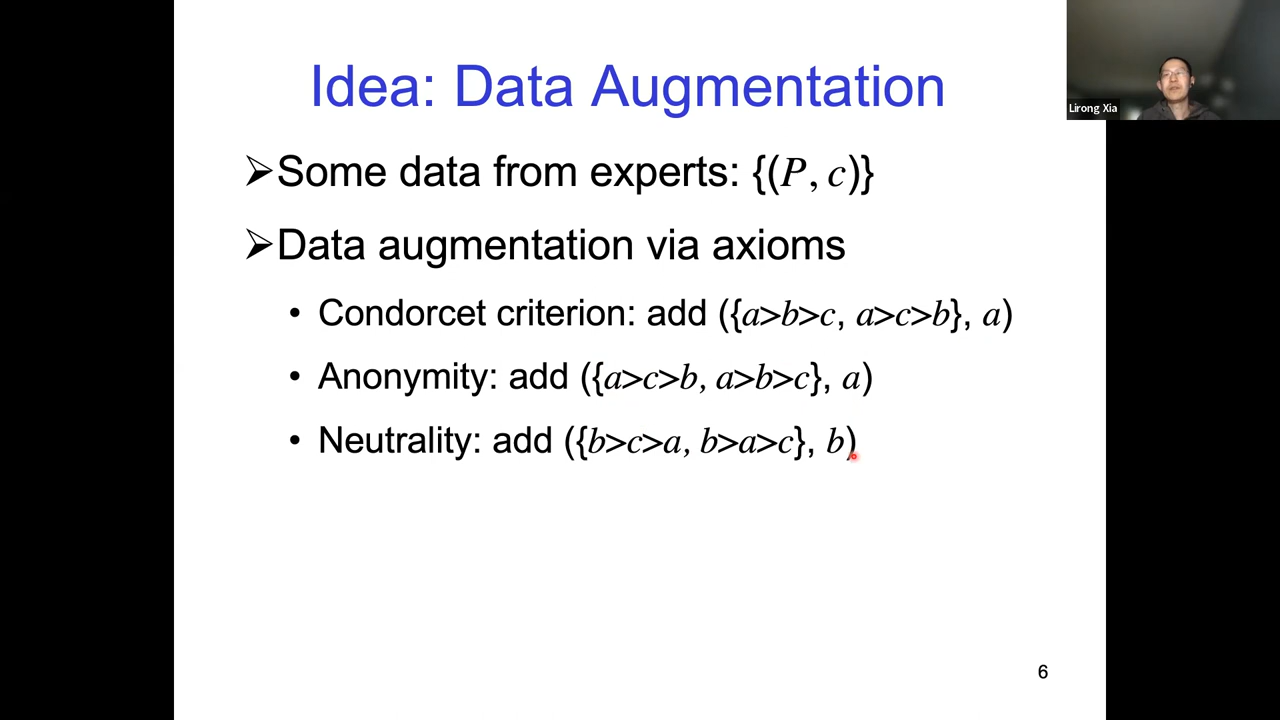 Idea: Data Augmentation
Lirong Xia
➢Some data from experts: {(P, c)}
➢Data augmentation via axioms
• Condorcet criterion: add ({a>b>c, a>c>b}, a)
• Anonymity: add ({a>c>b, a>b>c}, a)
• Neutrality: add ({b>c>a, b>a>c}, b)
6